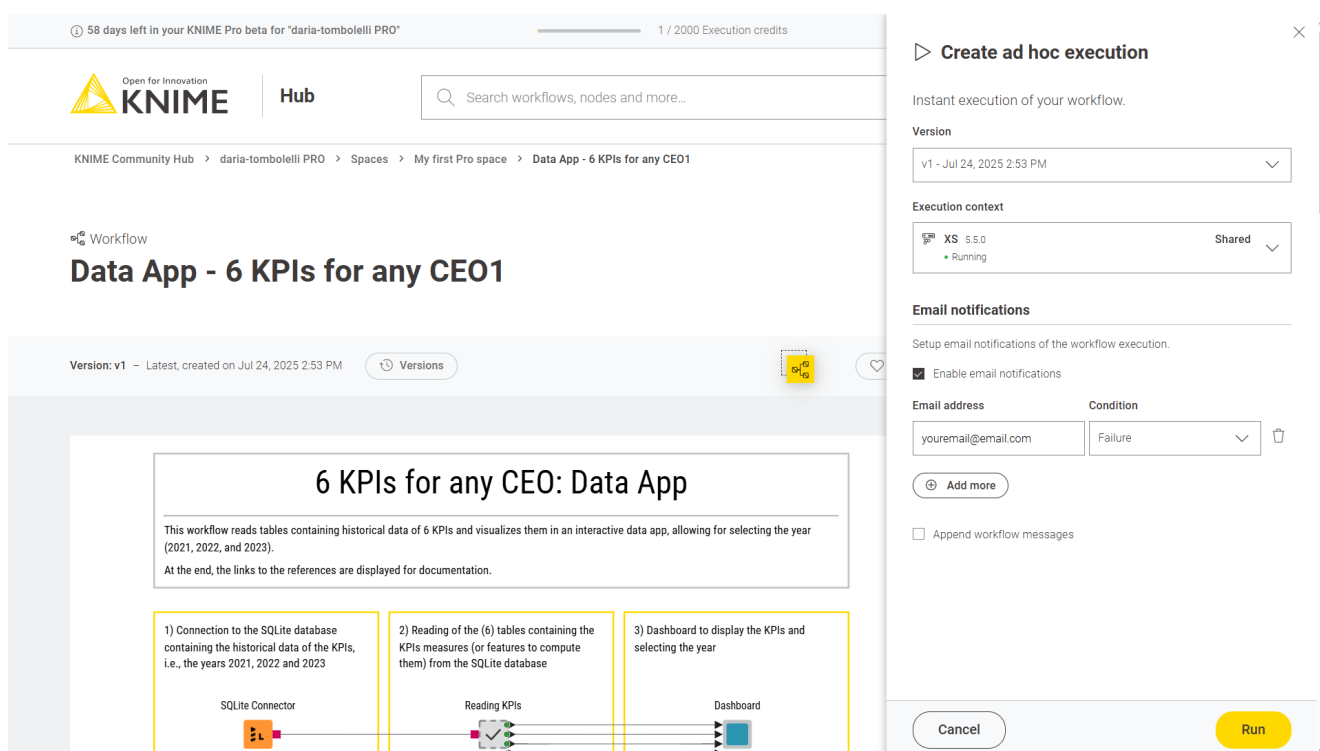 58 days left in your KNIME Pro beta for "daria-tombolelli PRO"
1 / 2000 Execution credits
Open for Innovation
KNIME
Hub
Search workflows, nodes and more...
KNIME Community Hub > daria-tombolelli PRO > Spaces > My first Pro space > Data App - 6 KPIs for any CEO1
Workflow
Data App - 6 KPIs for any CEO1
Version: v1 – Latest, created on Jul 24, 2025 2:53 PM
Versions
6 KPIs for any CEO: Data App
This workflow reads tables containing historical data of 6 KPIs and visualizes them in an interactive data app, allowing for selecting the year
(2021, 2022, and 2023).
At the end, the links to the references are displayed for documentation.
1) Connection to the SQLite database
containing the historical data of the KPIs,
i.e., the years 2021, 2022 and 2023
SQLite Connector
2) Reading of the (6) tables containing the
KPIs measures (or features to compute
them) from the SQLite database
Reading KPIs
3) Dashboard to display the KPIs and
selecting the year
Dashboard
Create ad hoc execution
Instant execution of your workflow.
Version
v1 - Jul 24, 2025 2:53 PM
Execution context
XS 5.5.0
Shared
Running
Email notifications
Setup email notifications of the workflow execution.
Enable email notifications
Email address
Condition
youremail@email.com
Failure
Add more
Append workflow messages
Cancel
Run